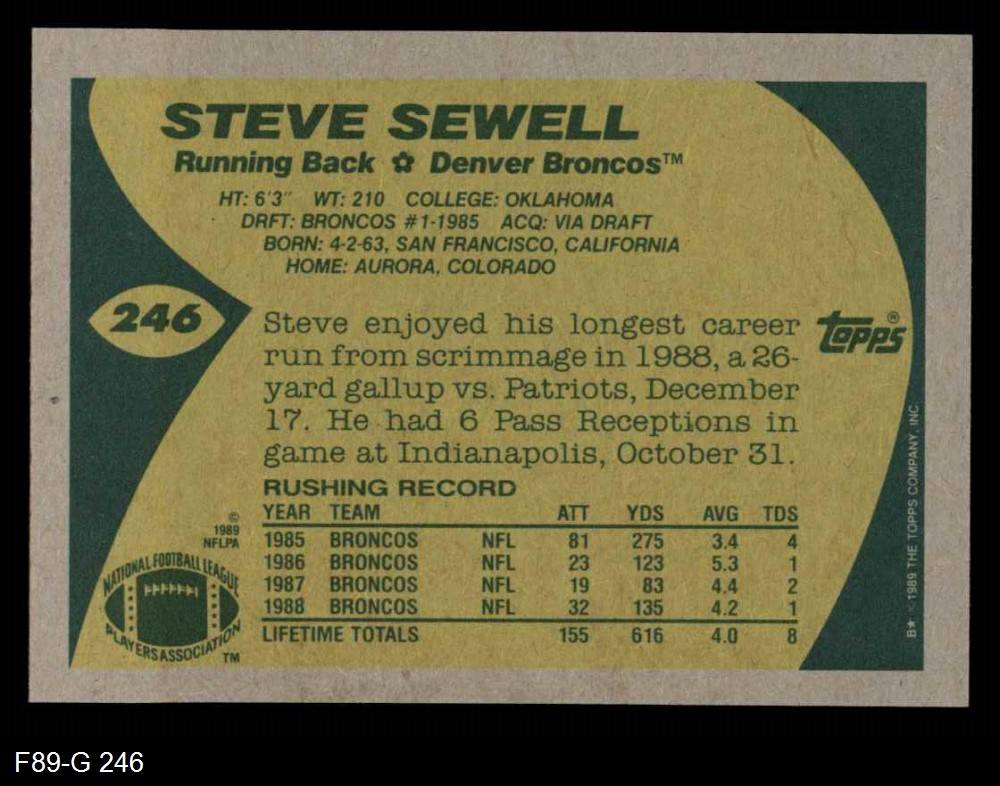 STEVE SEWELL
Running Back ✿ Denver Broncos™
HT: 6'3" WT: 210 COLLEGE: OKLAHOMA
DRFT: BRONCOS #1-1985 ACQ: VIA DRAFT
BORN: 4-2-63, SAN FRANCISCO, CALIFORNIA
HOME: AURORA, COLORADO
246
Steve enjoyed his longest career
run from scrimmage in 1988, a 26-
yard gallup vs. Patriots, December
17. He had 6 Pass Receptions in
game at Indianapolis, October 31.
topps®
RUSHING RECORD
YEAR TEAM ATT YDS AVG TDS
1985 BRONCOS NFL 81 275 3.4 4
1986 BRONCOS NFL 23 123 5.3 1
1987 BRONCOS NFL 19 83 4.4 2
1988 BRONCOS NFL 32 135 4.2 1
LIFETIME TOTALS 155 616 4.0 8
©
1989
NFLPA
NATIONAL FOOTBALL LEAGUE
PLAYERS ASSOCIATION
TM
B★ ©1989 THE TOPPS COMPANY, INC.
F89-G 246